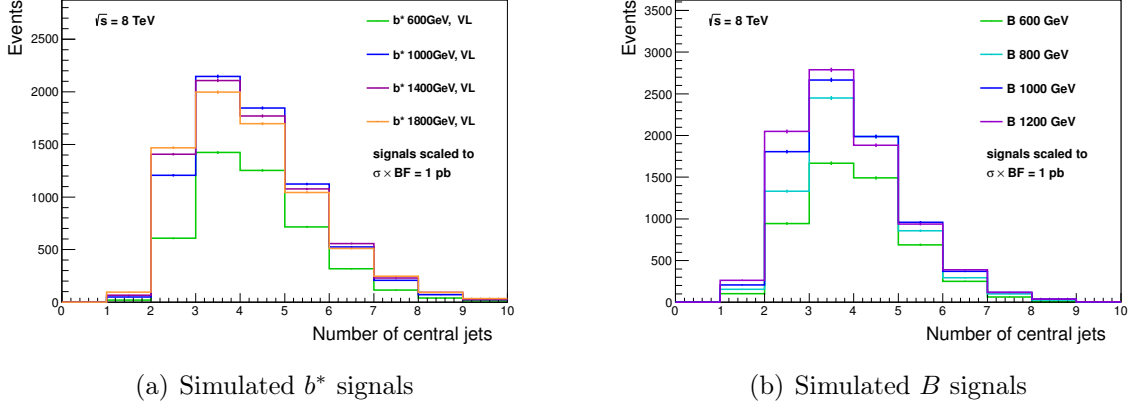 Events
√s = 8 TeV
b* 600GeV, VL
b* 1000GeV, VL
b* 1400GeV, VL
b* 1800GeV, VL
signals scaled to
σ × BF = 1 pb
2500
2000
1500
1000
500
0
0 1 2 3 4 5 6 7 8 9 10
Number of central jets
(a) Simulated b* signals
Events
√s = 8 TeV
B 600 GeV
B 800 GeV
B 1000 GeV
B 1200 GeV
signals scaled to
σ × BF = 1 pb
3500
3000
2500
2000
1500
1000
500
0
0 1 2 3 4 5 6 7 8 9 10
Number of central jets
(b) Simulated B signals